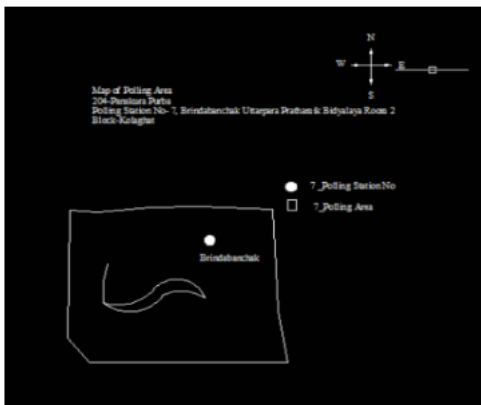 N
W E
S
Map of Polling Area
204-Panskura Purba
Polling Station No- 7, Brindabanchak Uttarpara Prathamik Bidyalaya Room 2
Block-Kolaghat
7_Polling Station No
7_Polling Area
Brindabanchak